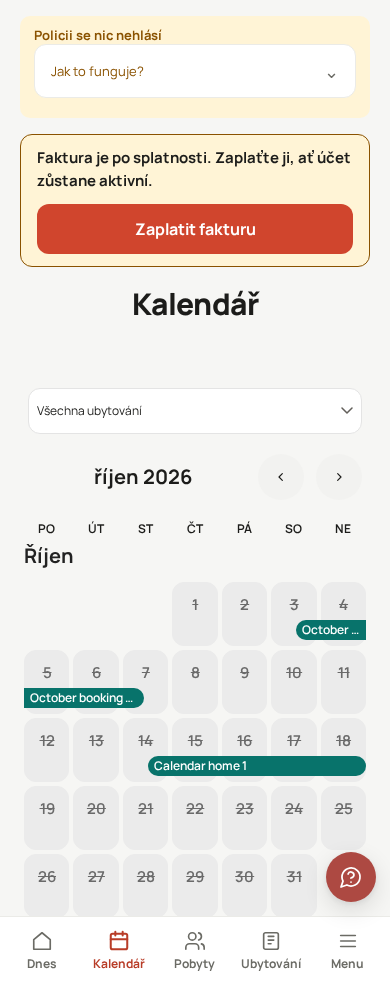 Policii se nic nehlásí
Jak to funguje?
Faktura je po splatnosti. Zaplaťte ji, ať účet
zůstane aktivní.
Zaplatit fakturu
Kalendář
Všechna ubytování
říjen 2026
PO ÚT ST ČT PÁ SO NE
Říjen
1 2 3 4
October ...
5 6 7 8 9 10 11
October booking ...
12 13 14 15 16 17 18
Calendar home 1
19 20 21 22 23 24 25
26 27 28 29 30 31
Dnes Kalendář Pobyty Ubytování Menu